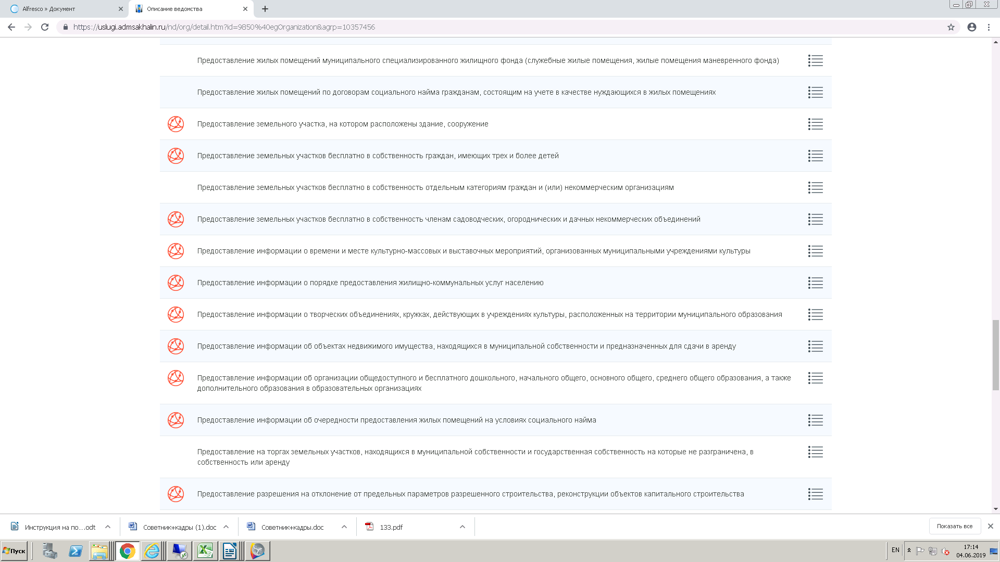 Alfresco » Документ
Описание ведомства
https://uslugi.admsakhalin.ru/nd/org/detail.htm?id=9850%40egOrganization&agrp=10357456
Предоставление жилых помещений муниципального специализированного жилищного фонда (служебные жилые помещения, жилые помещения маневренного фонда)
Предоставление жилых помещений по договорам социального найма гражданам, состоящим на учете в качестве нуждающихся в жилых помещениях
Предоставление земельного участка, на котором расположены здание, сооружение
Предоставление земельных участков бесплатно в собственность граждан, имеющих трех и более детей
Предоставление земельных участков бесплатно в собственность отдельным категориям граждан и (или) некоммерческим организациям
Предоставление земельных участков бесплатно в собственность членам садоводческих, огороднических и дачных некоммерческих объединений
Предоставление информации о времени и месте культурно-массовых и выставочных мероприятий, организованных муниципальными учреждениями культуры
Предоставление информации о порядке предоставления жилищно-коммунальных услуг населению
Предоставление информации о творческих объединениях, кружках, действующих в учреждениях культуры, расположенных на территории муниципального образования
Предоставление информации об объектах недвижимого имущества, находящихся в муниципальной собственности и предназначенных для сдачи в аренду
Предоставление информации об организации общедоступного и бесплатного дошкольного, начального общего, основного общего, среднего общего образования, а также
дополнительного образования в образовательных организациях
Предоставление информации об очередности предоставления жилых помещений на условиях социального найма
Предоставление на торгах земельных участков, находящихся в муниципальной собственности и государственная собственность на которые не разграничена, в
собственность или аренду
Предоставление разрешения на отклонение от предельных параметров разрешенного строительства, реконструкции объектов капитального строительства
Инструкция на по....odt
Советник+кадры (1).doc
Советник+кадры.doc
133.pdf
Показать все
Пуск
EN
17:14
04.06.2019